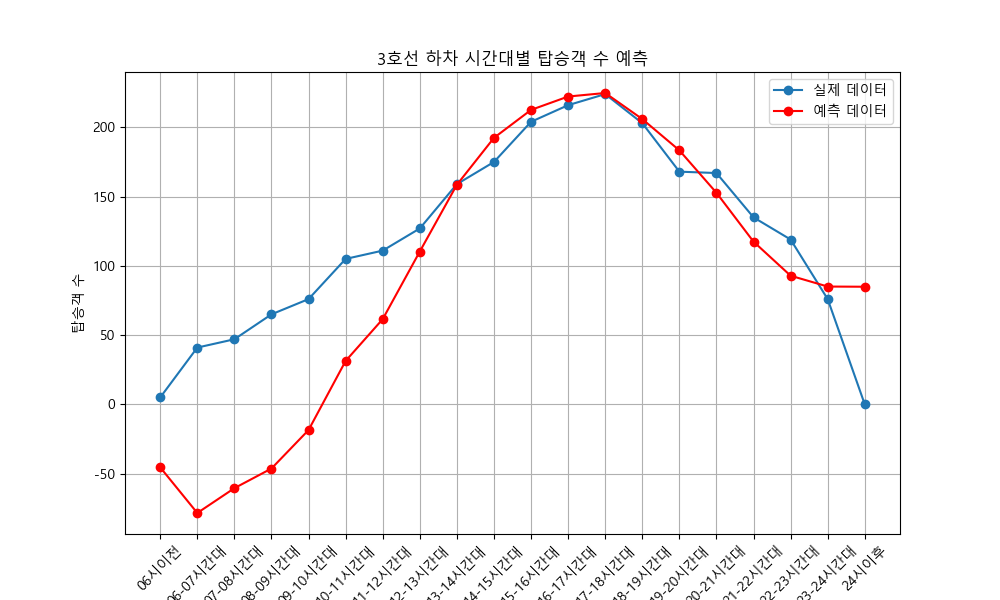 3호선 하차 시간대별 탑승객 수 예측
실제 데이터
예측 데이터
탑승객 수
200
150
100
50
0
-50
06시이전
06-07시간대
07-08시간대
08-09시간대
09-10시간대
10-11시간대
11-12시간대
12-13시간대
13-14시간대
14-15시간대
15-16시간대
16-17시간대
17-18시간대
18-19시간대
19-20시간대
20-21시간대
21-22시간대
22-23시간대
23-24시간대
24시이후